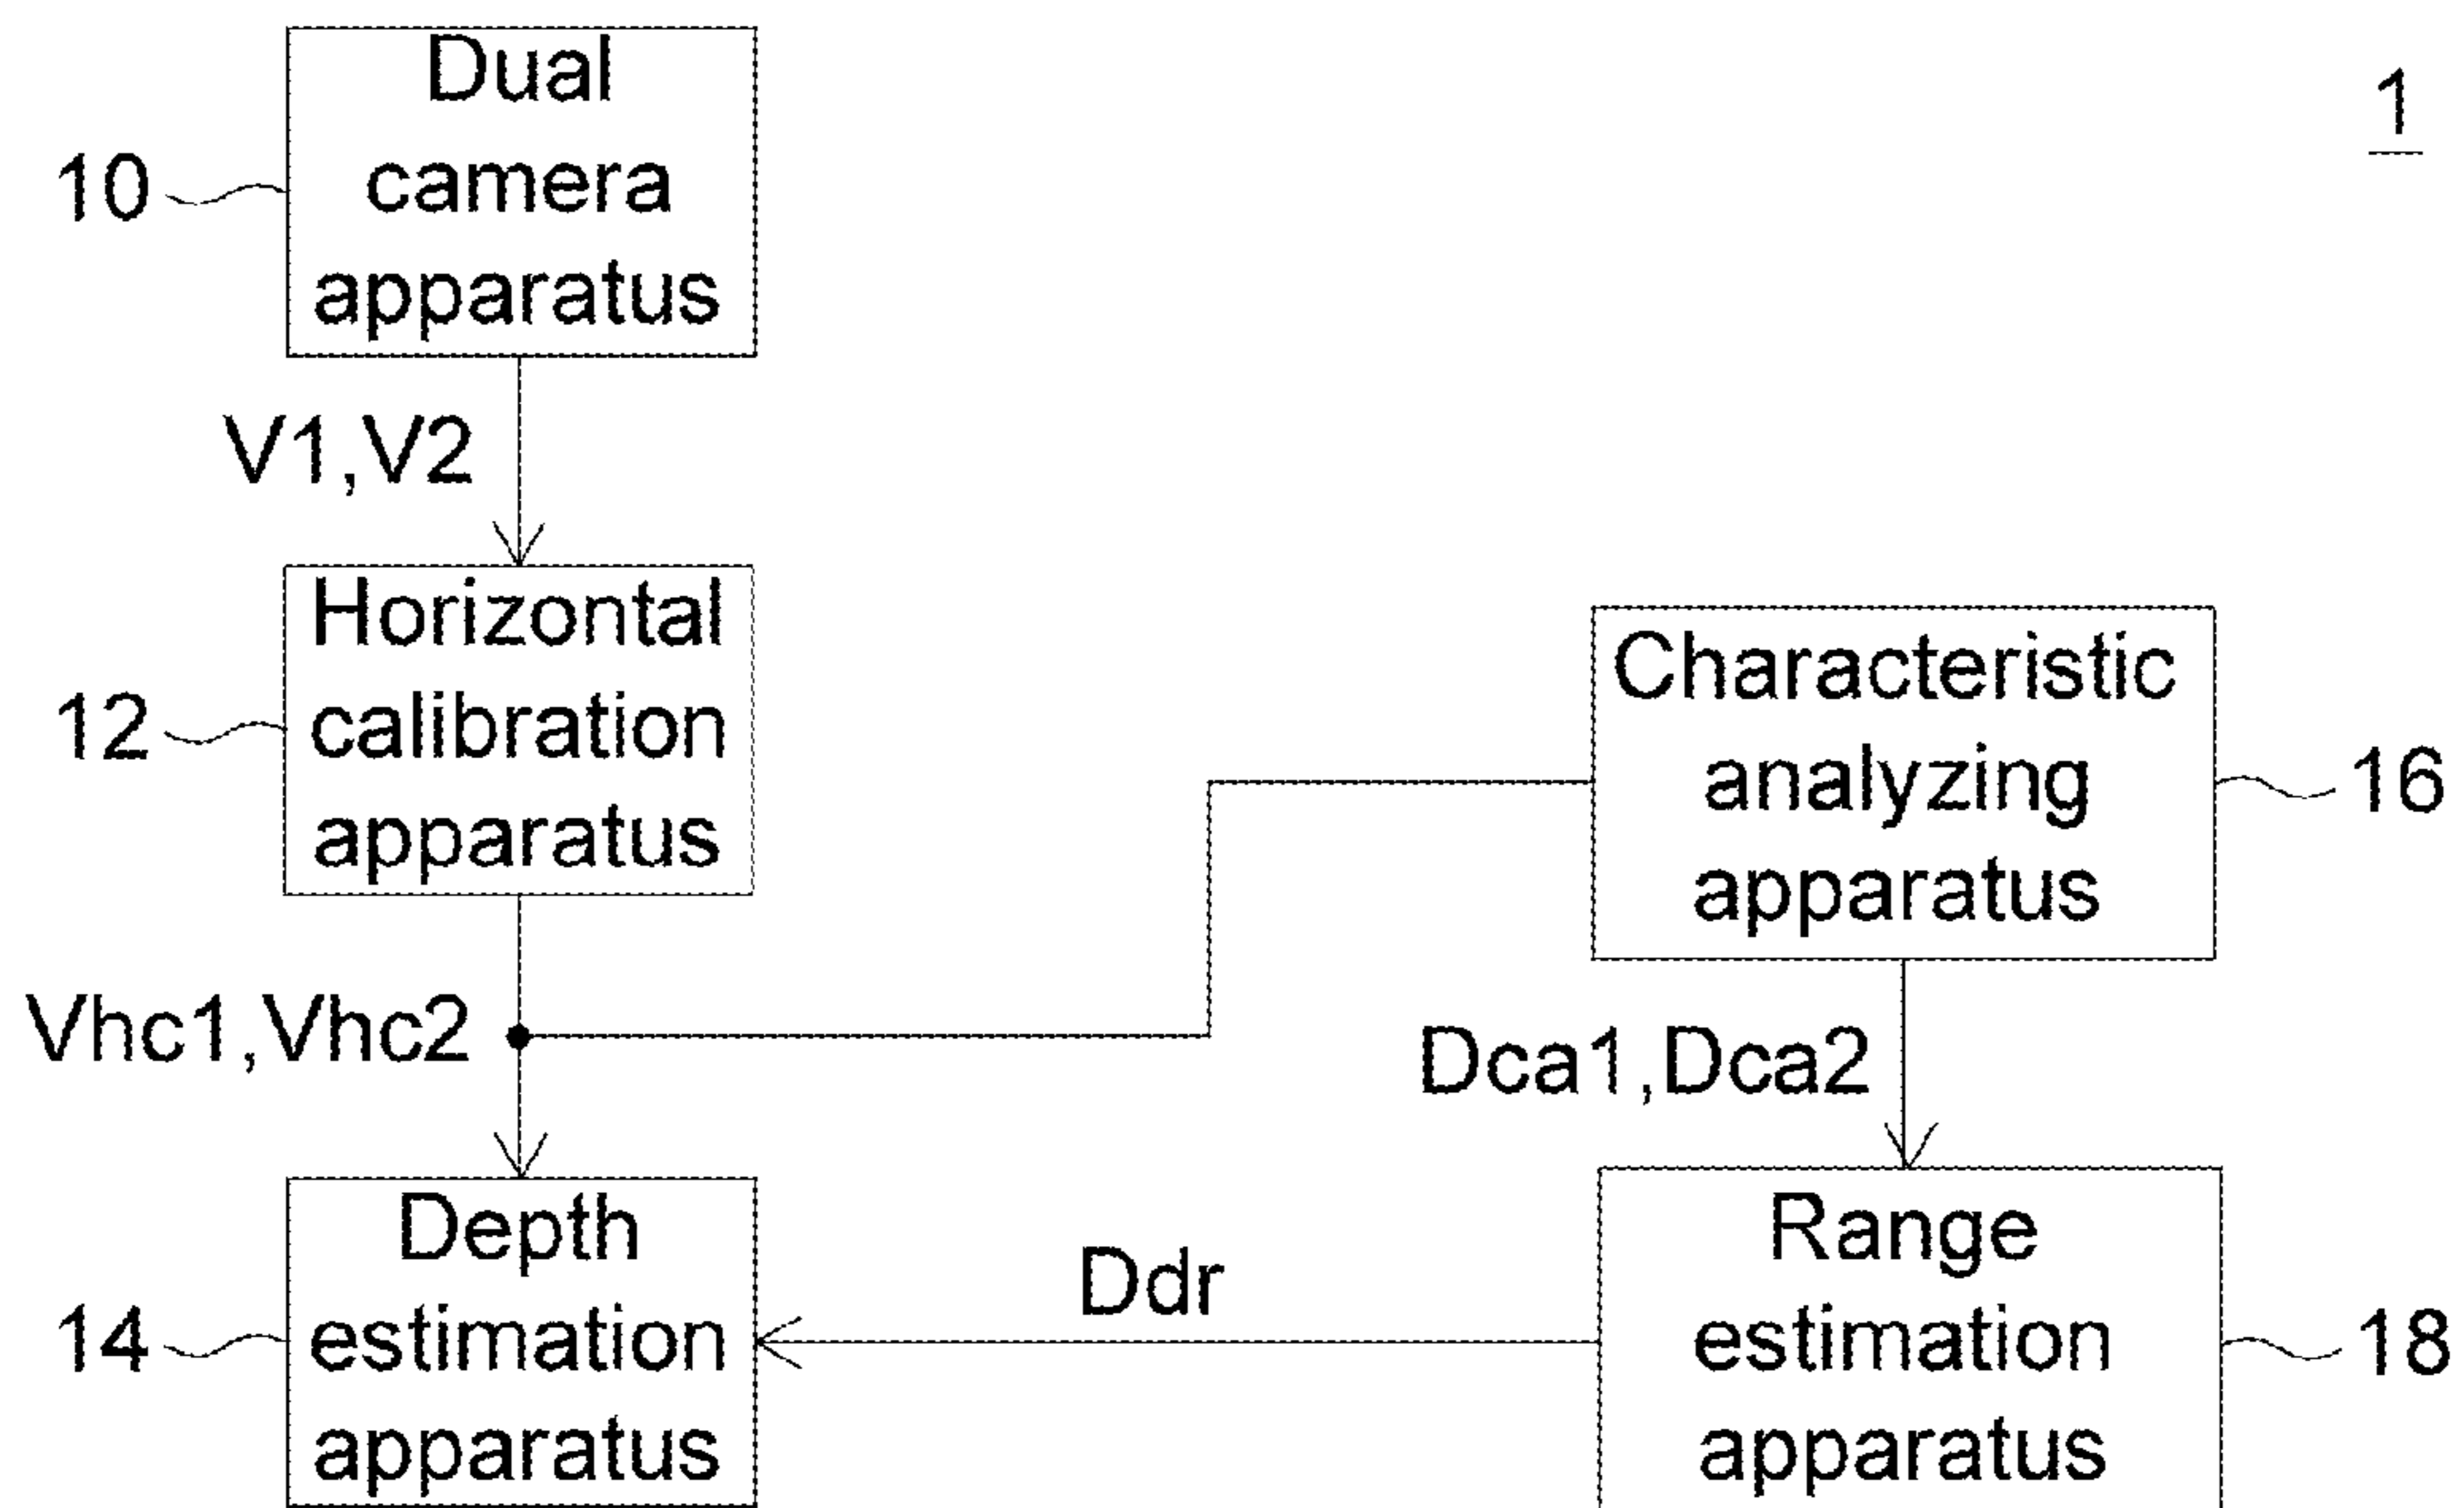 1
Dual
camera
apparatus
10
V1,V2
Horizontal
calibration
apparatus
12
Characteristic
analyzing
apparatus
16
Vhc1,Vhc2
Dca1,Dca2
Depth
estimation
apparatus
14
Ddr
Range
estimation
apparatus
18